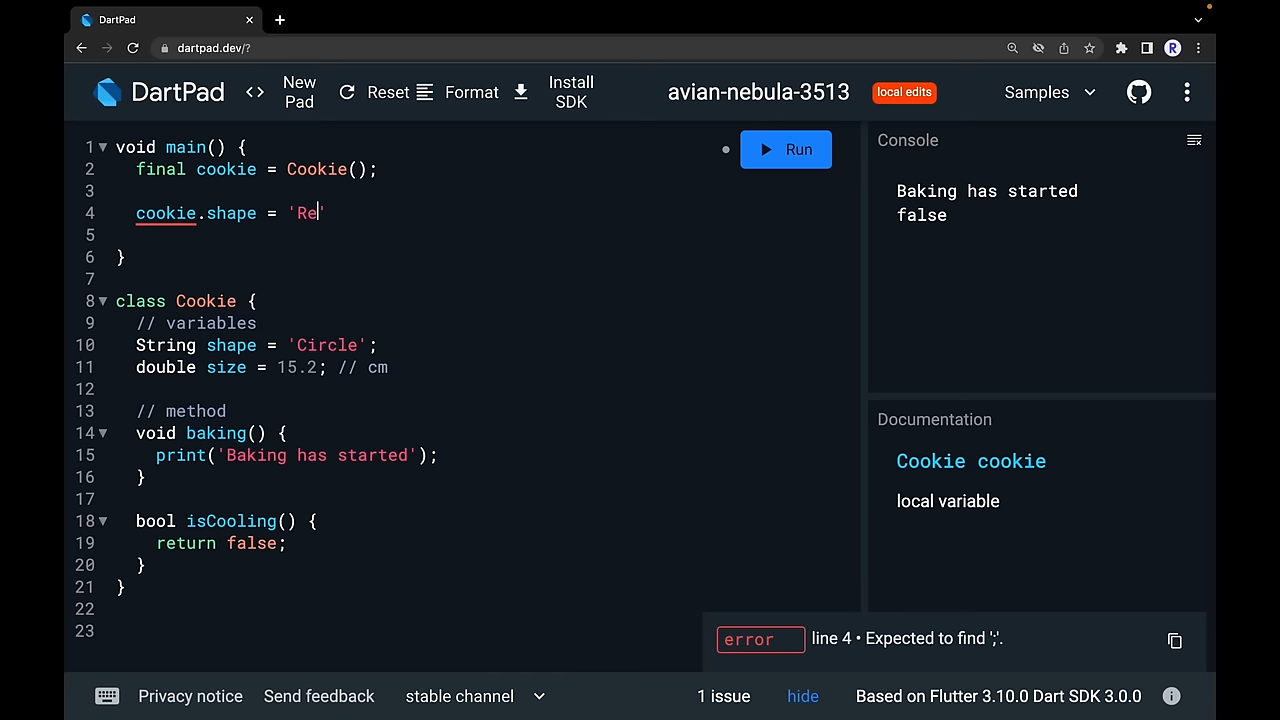 DartPad
dartpad.dev/?
R
DartPad
<> New Pad
Reset
Format
Install SDK
avian-nebula-3513
local edits
Samples
1 void main() {
2 final cookie = Cookie();
3
4 cookie.shape = 'Re'
5
6 }
7
8 class Cookie {
9 // variables
10 String shape = 'Circle';
11 double size = 15.2; // cm
12
13 // method
14 void baking() {
15 print('Baking has started');
16 }
17
18 bool isCooling() {
19 return false;
20 }
21 }
22
23
Run
Console
Baking has started
false
Documentation
Cookie cookie
local variable
error line 4 • Expected to find ';'.
Privacy notice
Send feedback
stable channel
1 issue
hide
Based on Flutter 3.10.0 Dart SDK 3.0.0